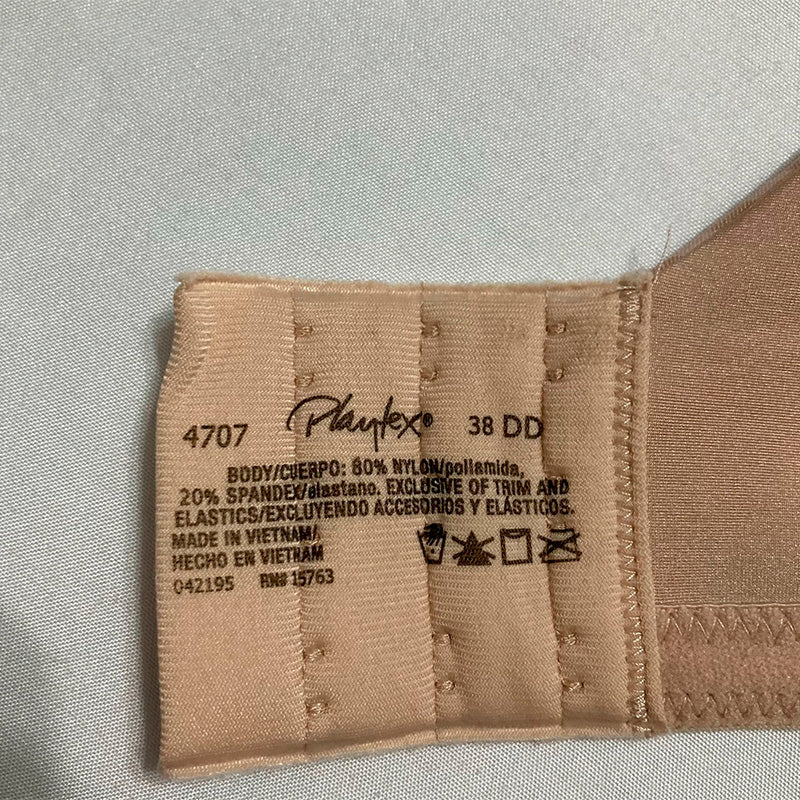 4707 Playtex® 38 DD
BODY/CUERPO: 80% NYLON/poliamida,
20% SPANDEX/elastano. EXCLUSIVE OF TRIM AND
ELASTICS/EXCLUYENDO ACCESORIOS Y ELÁSTICOS.
MADE IN VIETNAM/
HECHO EN VIETNAM
042195 RN# 15763